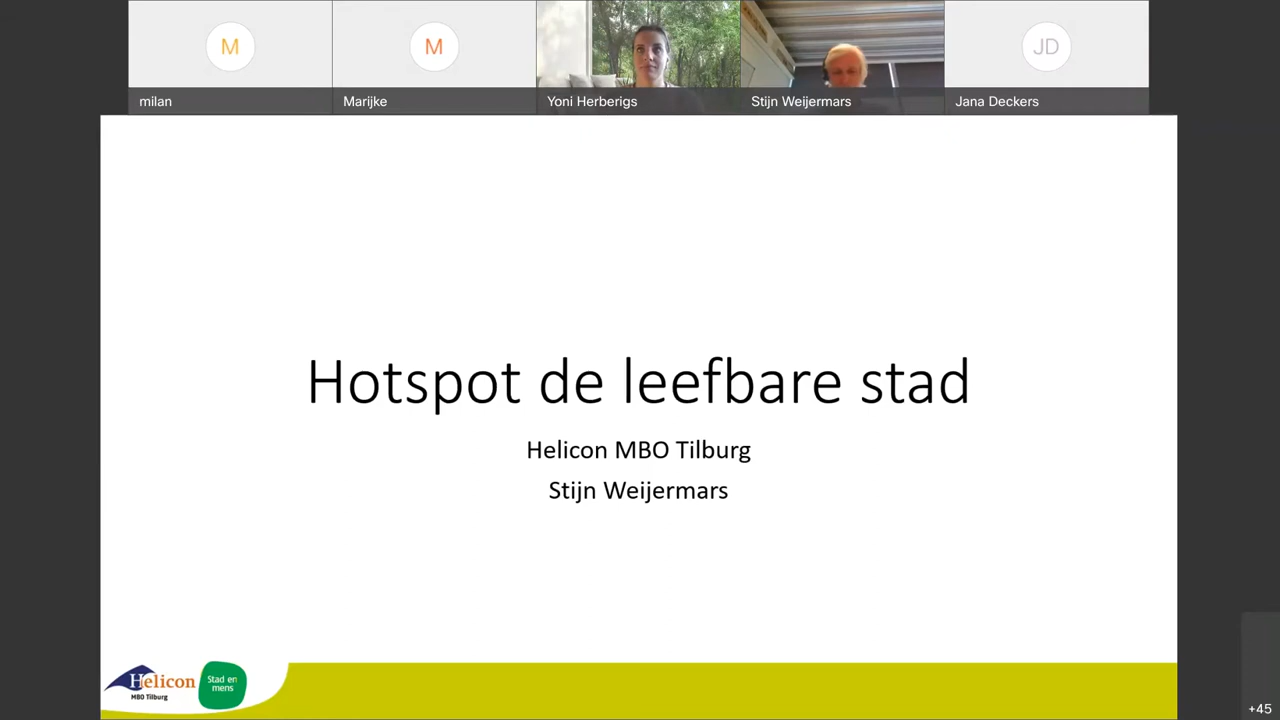 M
M
JD
milan
Marijke
Yoni Herberigs
Stijn Weijermars
Jana Deckers
Hotspot de leefbare stad
Helicon MBO Tilburg
Stijn Weijermars
Helicon
MBO Tilburg
Stad en
mens
+45